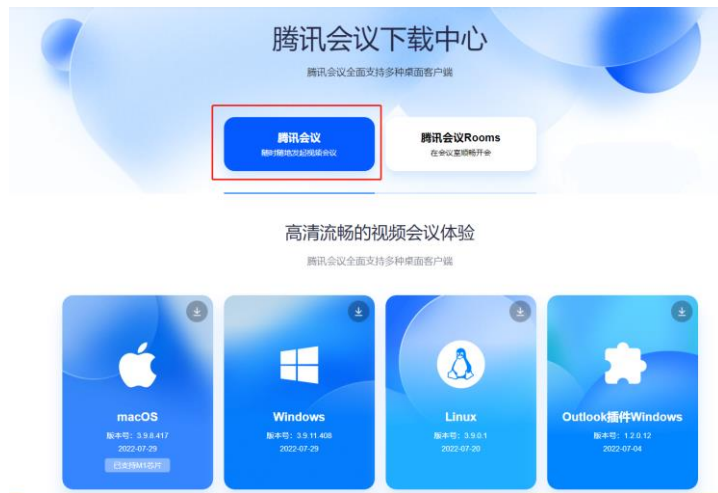 腾讯会议下载中心
腾讯会议全面支持多种桌面客户端
腾讯会议
随时随地发起视频会议
腾讯会议Rooms
在会议室顺畅开会
高清流畅的视频会议体验
腾讯会议全面支持多种桌面客户端
macOS
版本号：3.9.8.417
2022-07-29
已支持M1芯片
Windows
版本号：3.9.11.408
2022-07-29
Linux
版本号：3.9.0.1
2022-07-20
Outlook插件Windows
版本号：1.2.0.12
2022-07-04